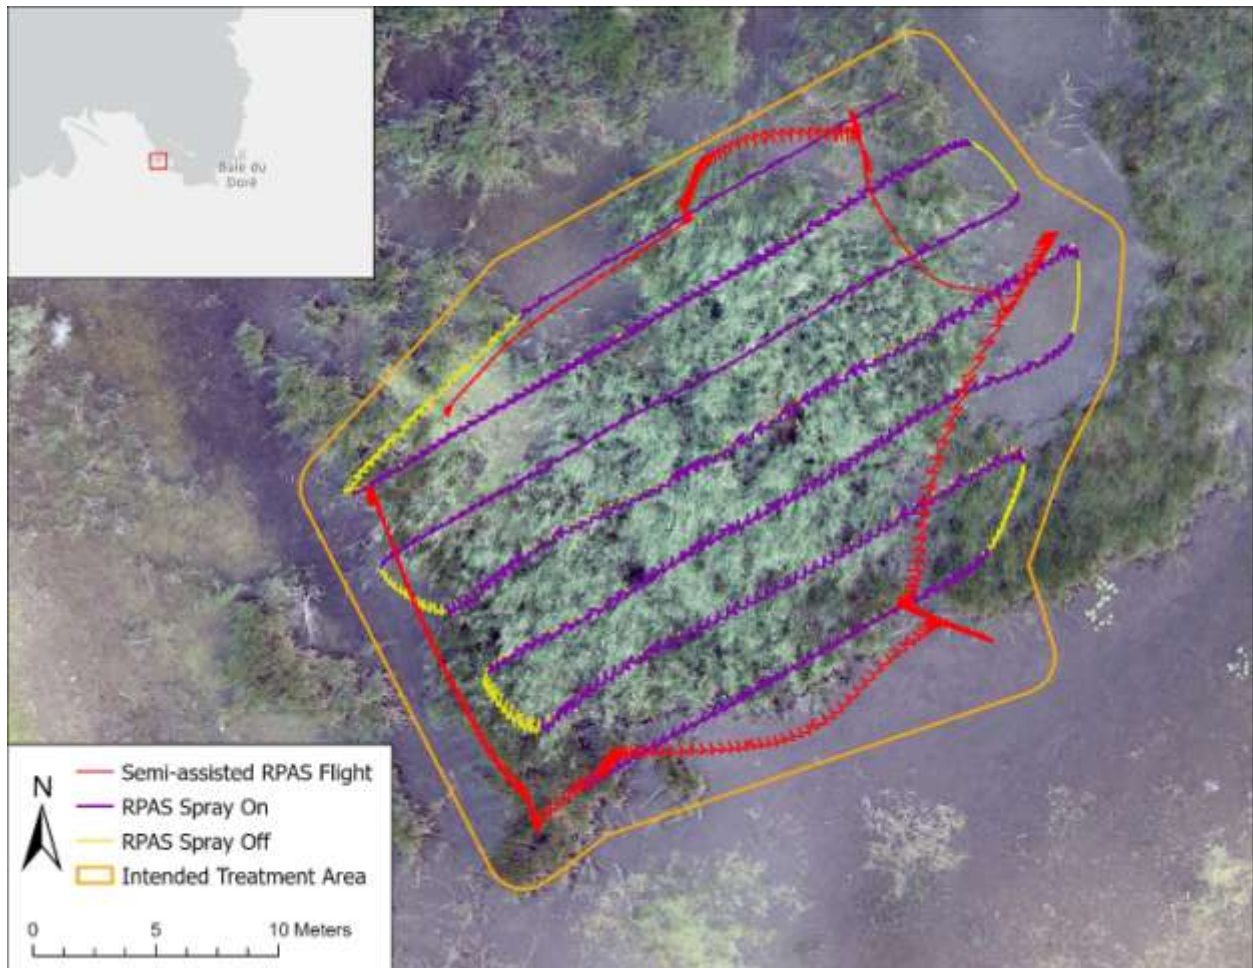 Baie du
Doré
Semi-assisted RPAS Flight
N
RPAS Spray On
RPAS Spray Off
Intended Treatment Area
0 5 10 Meters